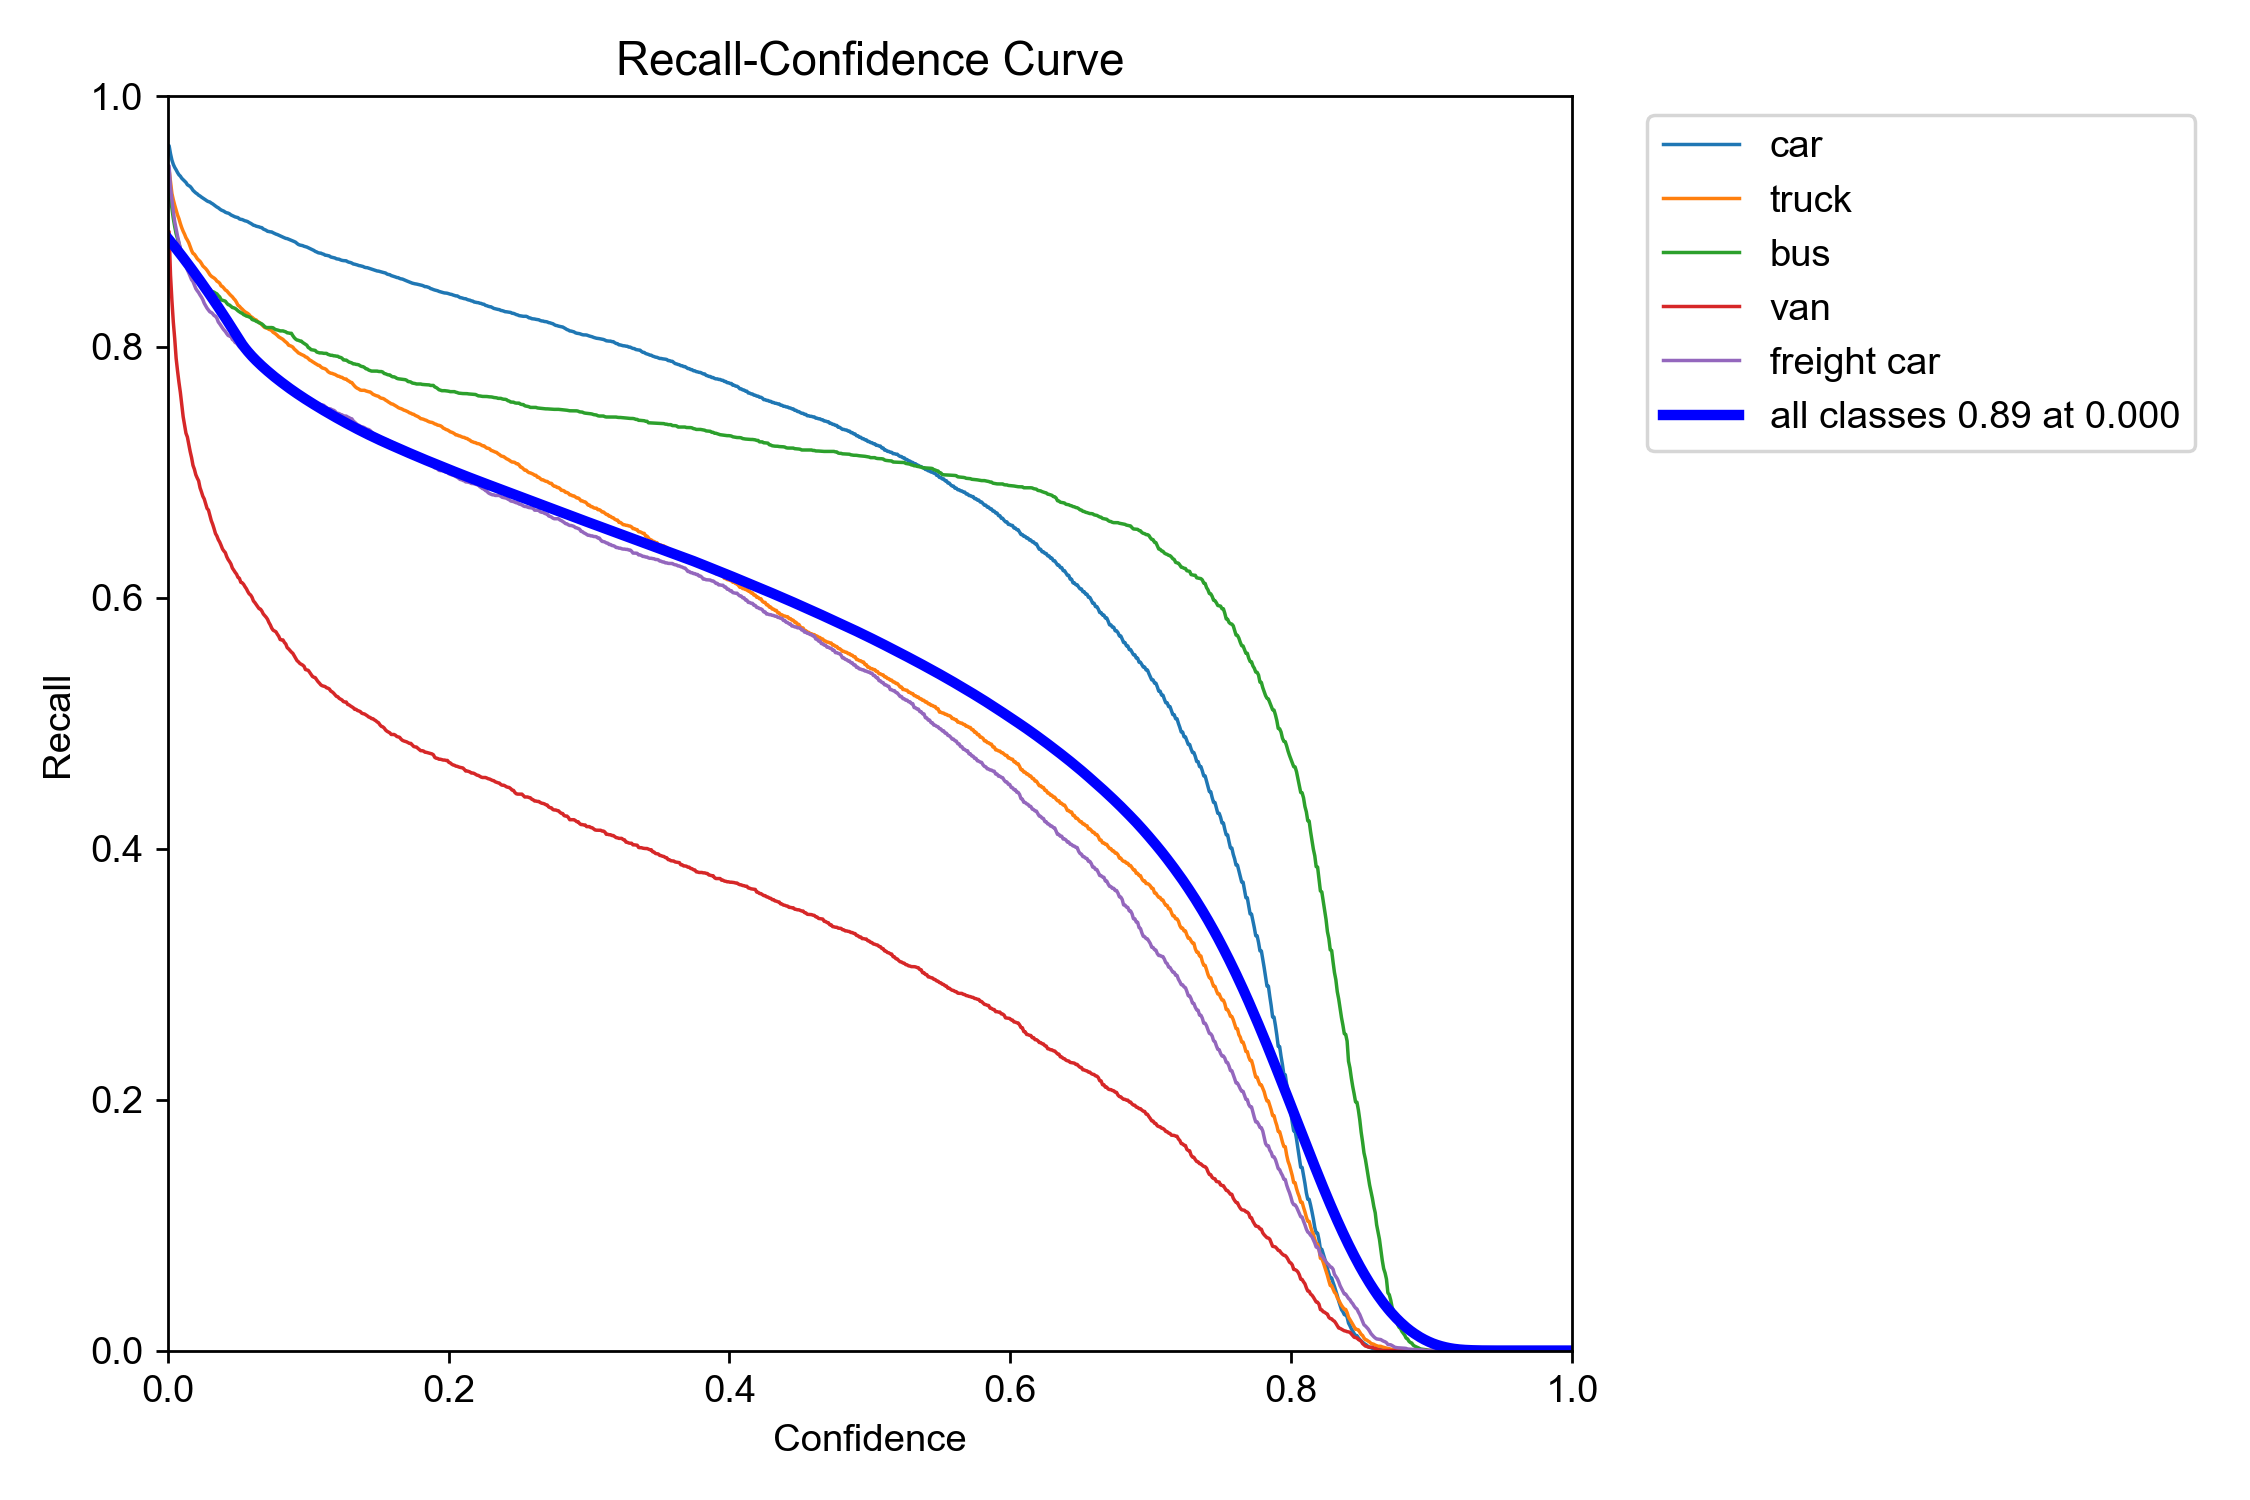 Recall-Confidence Curve
1.0
0.8
0.6
0.4
0.2
0.0
Recall
0.0 0.2 0.4 0.6 0.8 1.0
Confidence
car
truck
bus
van
freight car
all classes 0.89 at 0.000